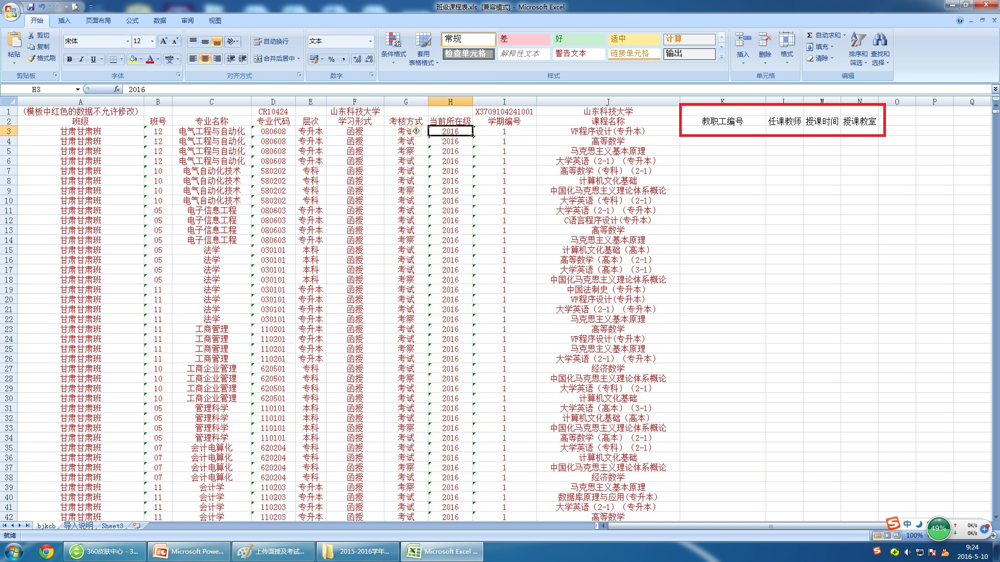 班级课程表.xls [兼容模式] - Microsoft Excel
开始 插入 页面布局 公式 数据 审阅 视图
粘贴 剪切 复制 格式刷 剪贴板
宋体 12 字体
自动换行 合并后居中 对齐方式
文本 数字
条件格式 套用表格格式
常规 差 好 适中 计算
检查单元格 解释性文本 警告文本 链接单元格 输出
样式
插入 删除 格式 单元格
Σ 自动求和 填充 清除 排序和筛选 查找和选择 编辑
H3 fx 2016
A B C D E F G H I J K L M N O P Q
1 (模板中红色的数据不允许修改) CR10424 山东科技大学 X3709104241001 山东科技大学
2 班级 班号 专业名称 专业代码 层次 学习形式 考核方式 当前所在级 学期编号 课程名称 教职工编号 任课教师 授课时间 授课教室
3 甘肃甘肃班 12 电气工程与自动化 080608 专升本 函授 考试 2016 1 VF程序设计(专升本)
4 甘肃甘肃班 12 电气工程与自动化 080608 专升本 函授 考试 2016 1 高等数学
5 甘肃甘肃班 12 电气工程与自动化 080608 专升本 函授 考察 2016 1 马克思主义基本原理
6 甘肃甘肃班 12 电气工程与自动化 080608 专升本 函授 考试 2016 1 大学英语（2-1）（专升本）
7 甘肃甘肃班 10 电气自动化技术 580202 专科 函授 考试 2016 1 高等数学（专科）（2-1）
8 甘肃甘肃班 10 电气自动化技术 580202 专科 函授 考试 2016 1 计算机文化基础
9 甘肃甘肃班 10 电气自动化技术 580202 专科 函授 考察 2016 1 中国化马克思主义理论体系概论
10 甘肃甘肃班 10 电气自动化技术 580202 专科 函授 考试 2016 1 大学英语（专科）（2-1）
11 甘肃甘肃班 05 电子信息工程 080603 专升本 函授 考试 2016 1 大学英语（2-1）（专升本）
12 甘肃甘肃班 05 电子信息工程 080603 专升本 函授 考试 2016 1 C语言程序设计(专升本)
13 甘肃甘肃班 05 电子信息工程 080603 专升本 函授 考试 2016 1 高等数学
14 甘肃甘肃班 05 电子信息工程 080603 专升本 函授 考察 2016 1 马克思主义基本原理
15 甘肃甘肃班 05 法学 030101 本科 函授 考试 2016 1 计算机文化基础（高本）
16 甘肃甘肃班 05 法学 030101 本科 函授 考试 2016 1 高等数学（高本）（2-1）
17 甘肃甘肃班 05 法学 030101 本科 函授 考试 2016 1 大学英语（高本）（3-1）
18 甘肃甘肃班 05 法学 030101 本科 函授 考察 2016 1 中国化马克思主义理论体系概论
19 甘肃甘肃班 11 法学 030101 专升本 函授 考试 2016 1 中国法制史（专升本）
20 甘肃甘肃班 11 法学 030101 专升本 函授 考试 2016 1 VF程序设计(专升本)
21 甘肃甘肃班 11 法学 030101 专升本 函授 考试 2016 1 大学英语（2-1）（专升本）
22 甘肃甘肃班 11 法学 030101 专升本 函授 考察 2016 1 马克思主义基本原理
23 甘肃甘肃班 11 工商管理 110201 专升本 函授 考试 2016 1 高等数学
24 甘肃甘肃班 11 工商管理 110201 专升本 函授 考试 2016 1 VF程序设计(专升本)
25 甘肃甘肃班 11 工商管理 110201 专升本 函授 考察 2016 1 马克思主义基本原理
26 甘肃甘肃班 11 工商管理 110201 专升本 函授 考试 2016 1 大学英语（2-1）（专升本）
27 甘肃甘肃班 10 工商企业管理 620501 专科 函授 考试 2016 1 经济数学
28 甘肃甘肃班 10 工商企业管理 620501 专科 函授 考察 2016 1 中国化马克思主义理论体系概论
29 甘肃甘肃班 10 工商企业管理 620501 专科 函授 考试 2016 1 大学英语（专科）（2-1）
30 甘肃甘肃班 10 工商企业管理 620501 专科 函授 考试 2016 1 计算机文化基础
31 甘肃甘肃班 05 管理科学 110101 本科 函授 考试 2016 1 大学英语（高本）（3-1）
32 甘肃甘肃班 05 管理科学 110101 本科 函授 考试 2016 1 计算机文化基础（高本）
33 甘肃甘肃班 05 管理科学 110101 本科 函授 考察 2016 1 中国化马克思主义理论体系概论
34 甘肃甘肃班 05 管理科学 110101 本科 函授 考试 2016 1 高等数学（高本）（2-1）
35 甘肃甘肃班 07 会计电算化 620204 专科 函授 考试 2016 1 大学英语（专科）（2-1）
36 甘肃甘肃班 07 会计电算化 620204 专科 函授 考试 2016 1 计算机文化基础
37 甘肃甘肃班 07 会计电算化 620204 专科 函授 考察 2016 1 中国化马克思主义理论体系概论
38 甘肃甘肃班 07 会计电算化 620204 专科 函授 考试 2016 1 经济数学
39 甘肃甘肃班 11 会计学 110203 专升本 函授 考察 2016 1 马克思主义基本原理
40 甘肃甘肃班 11 会计学 110203 专升本 函授 考试 2016 1 数据库原理与应用(专升本)
41 甘肃甘肃班 11 会计学 110203 专升本 函授 考试 2016 1 大学英语（2-1）（专升本）
42 甘肃甘肃班 11 会计学 110203 专升本 函授 考试 2016 1 高等数学
bjkcb 导入说明 Sheet3
中 49% 0K/s 0K/s
就绪 100%
360皮肤中心 - 3... Microsoft Powe... 上传面授及考试... 2015-2016学年... Microsoft Excel ...
9:24
2016-5-10